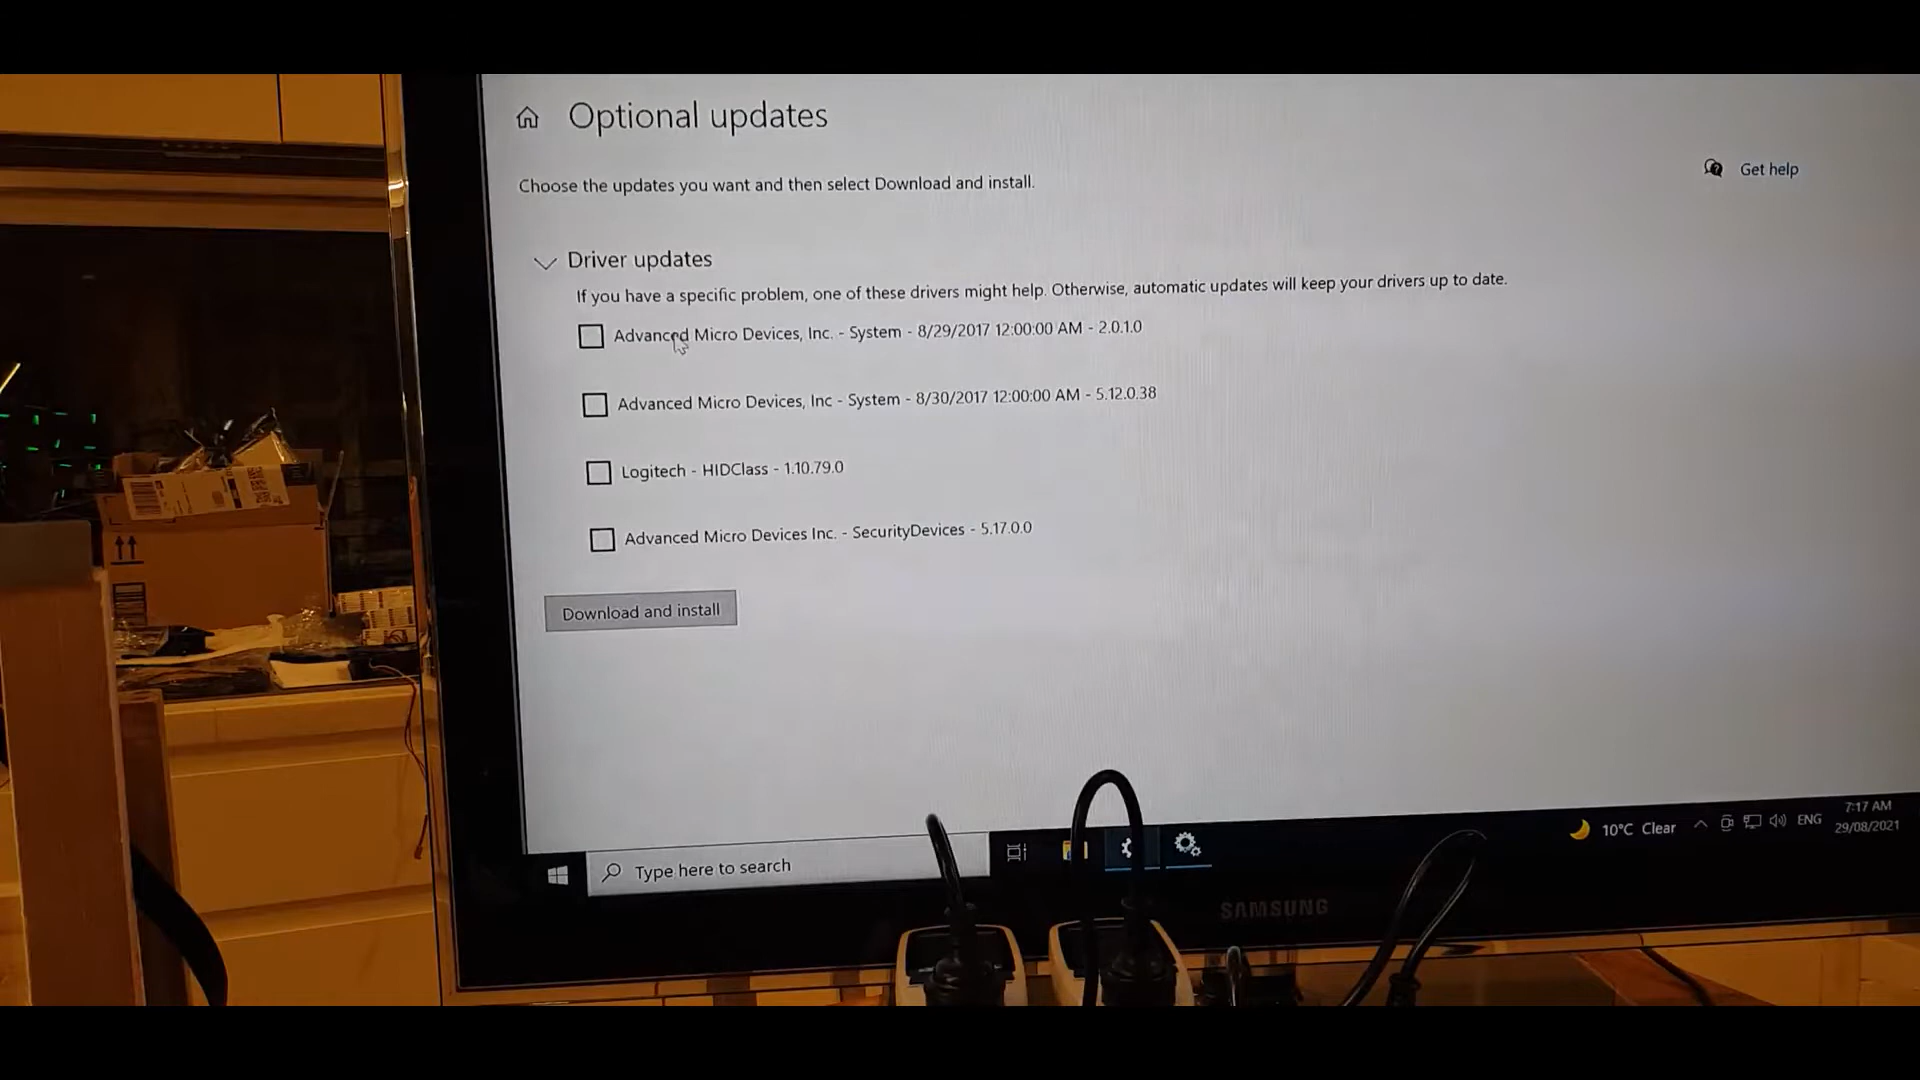 Optional updates
Get help
Choose the updates you want and then select Download and install.
Driver updates
If you have a specific problem, one of these drivers might help. Otherwise, automatic updates will keep your drivers up to date.
Advanced Micro Devices, Inc. - System - 8/29/2017 12:00:00 AM - 2.0.1.0
Advanced Micro Devices, Inc - System - 8/30/2017 12:00:00 AM - 5.12.0.38
Logitech - HIDClass - 1.10.79.0
Advanced Micro Devices Inc. - SecurityDevices - 5.17.0.0
Download and install
Type here to search
10°C Clear
ENG
7:17 AM
29/08/2021
SAMSUNG